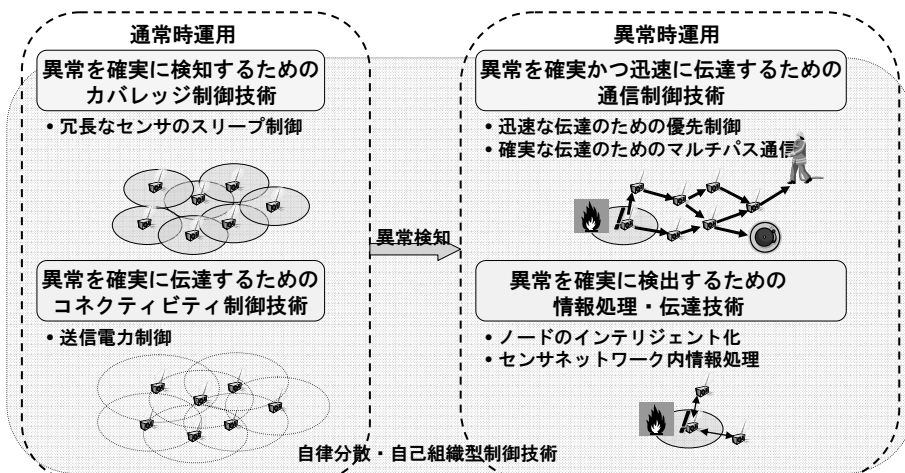 通常時運用
異常を確実に検知するための
カバレッジ制御技術
• 冗長なセンサのスリープ制御
異常を確実に伝達するための
コネクティビティ制御技術
• 送信電力制御
異常検知
異常時運用
異常を確実かつ迅速に伝達するための
通信制御技術
• 迅速な伝達のための優先制御
• 確実な伝達のためのマルチパス通信
異常を確実に検出するための
情報処理・伝達技術
• ノードのインテリジェント化
• センサネットワーク内情報処理
自律分散・自己組織型制御技術